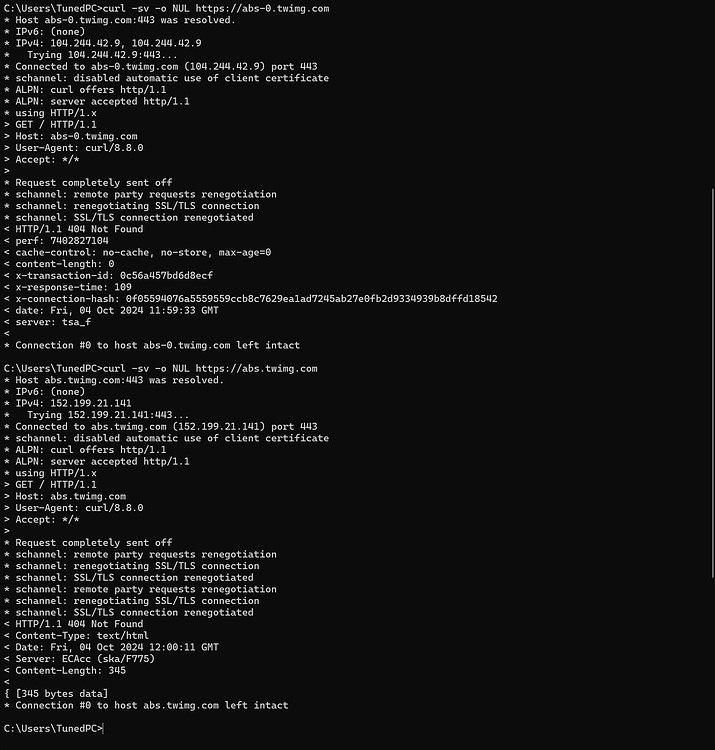 C:\Users\TunedPC>curl -sv -o NUL https://abs-0.twimg.com
* Host abs-0.twimg.com:443 was resolved.
* IPv6: (none)
* IPv4: 104.244.42.9, 104.244.42.9
*   Trying 104.244.42.9:443...
* Connected to abs-0.twimg.com (104.244.42.9) port 443
* schannel: disabled automatic use of client certificate
* ALPN: curl offers http/1.1
* ALPN: server accepted http/1.1
* using HTTP/1.x
> GET / HTTP/1.1
> Host: abs-0.twimg.com
> User-Agent: curl/8.8.0
> Accept: */*
>
* Request completely sent off
* schannel: remote party requests renegotiation
* schannel: renegotiating SSL/TLS connection
* schannel: SSL/TLS connection renegotiated
< HTTP/1.1 404 Not Found
< perf: 7402827104
< cache-control: no-cache, no-store, max-age=0
< content-length: 0
< x-transaction-id: 0c56a457bd6d8ecf
< x-response-time: 109
< x-connection-hash: 0f05594076a5559559ccb8c7629ea1ad7245ab27e0fb2d9334939b8dffd18542
< date: Fri, 04 Oct 2024 11:59:33 GMT
< server: tsa_f
<
* Connection #0 to host abs-0.twimg.com left intact
C:\Users\TunedPC>curl -sv -o NUL https://abs.twimg.com
* Host abs.twimg.com:443 was resolved.
* IPv6: (none)
* IPv4: 152.199.21.141
*   Trying 152.199.21.141:443...
* Connected to abs.twimg.com (152.199.21.141) port 443
* schannel: disabled automatic use of client certificate
* ALPN: curl offers http/1.1
* ALPN: server accepted http/1.1
* using HTTP/1.x
> GET / HTTP/1.1
> Host: abs.twimg.com
> User-Agent: curl/8.8.0
> Accept: */*
>
* Request completely sent off
* schannel: remote party requests renegotiation
* schannel: renegotiating SSL/TLS connection
* schannel: SSL/TLS connection renegotiated
* schannel: remote party requests renegotiation
* schannel: renegotiating SSL/TLS connection
* schannel: SSL/TLS connection renegotiated
< HTTP/1.1 404 Not Found
< Content-Type: text/html
< Date: Fri, 04 Oct 2024 12:00:11 GMT
< Server: ECAcc (ska/F775)
< Content-Length: 345
<
{ [345 bytes data]
* Connection #0 to host abs.twimg.com left intact
C:\Users\TunedPC>